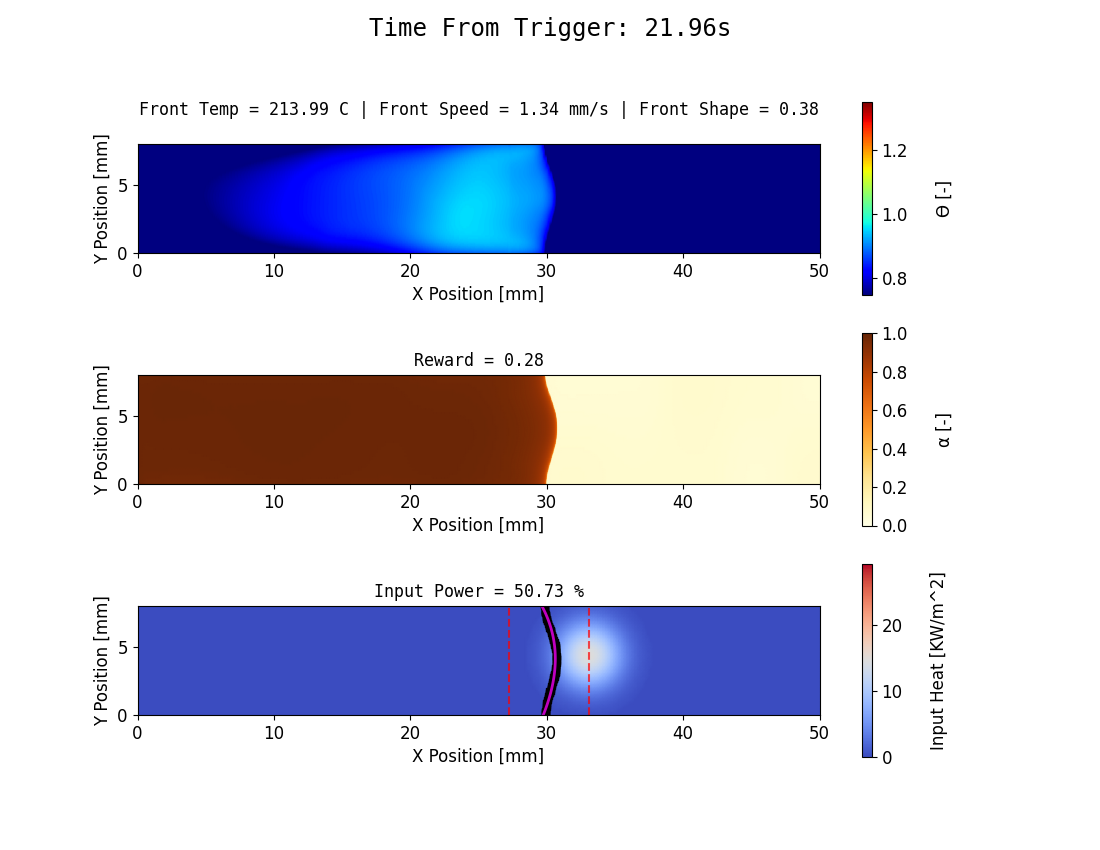 Time From Trigger: 21.96s
Front Temp = 213.99 C | Front Speed = 1.34 mm/s | Front Shape = 0.38
Y Position [mm]
5
0
0 10 20 30 40 50
X Position [mm]
1.2
1.0
0.8
Θ [-]
Reward = 0.28
Y Position [mm]
5
0
0 10 20 30 40 50
X Position [mm]
1.0
0.8
0.6
0.4
0.2
0.0
α [-]
Input Power = 50.73 %
Y Position [mm]
5
0
0 10 20 30 40 50
X Position [mm]
20
10
0
Input Heat [KW/m^2]